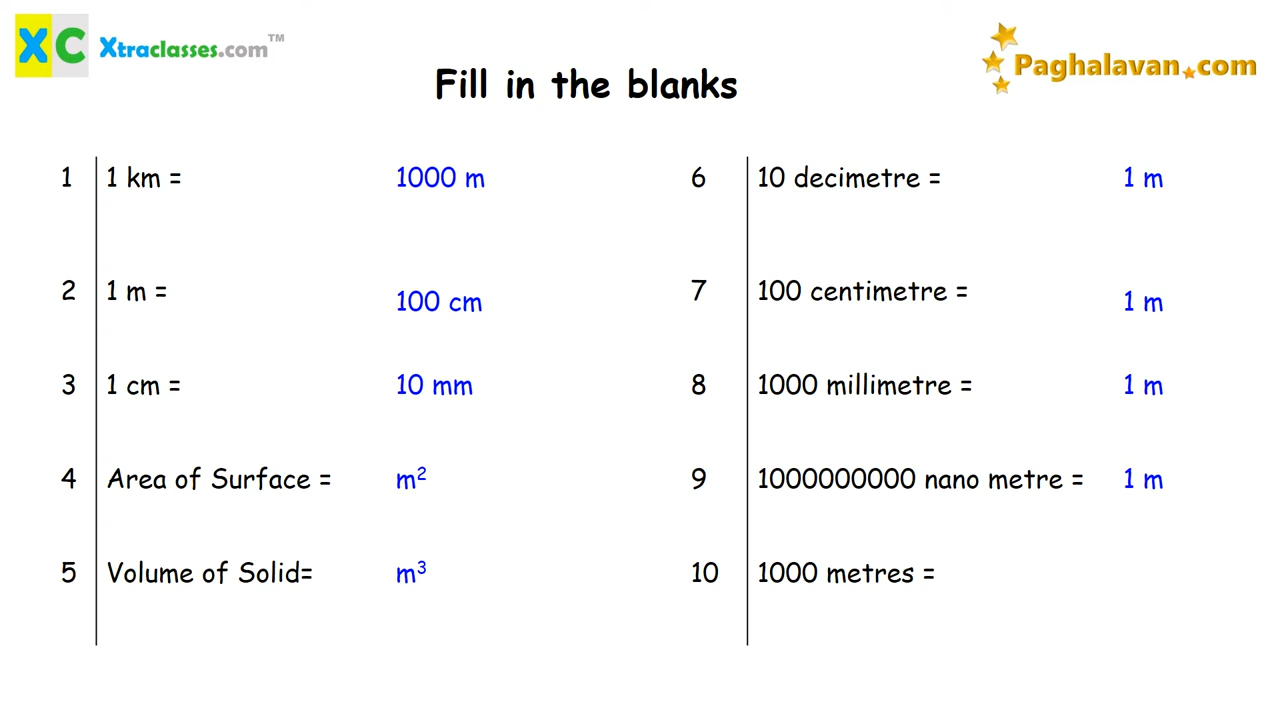 XC Xtraclasses.com™
Paghalavan.com
Fill in the blanks
1 1 km = 1000 m
2 1 m = 100 cm
3 1 cm = 10 mm
4 Area of Surface = m²
5 Volume of Solid= m³
6 10 decimetre = 1 m
7 100 centimetre = 1 m
8 1000 millimetre = 1 m
9 1000000000 nano metre = 1 m
10 1000 metres =